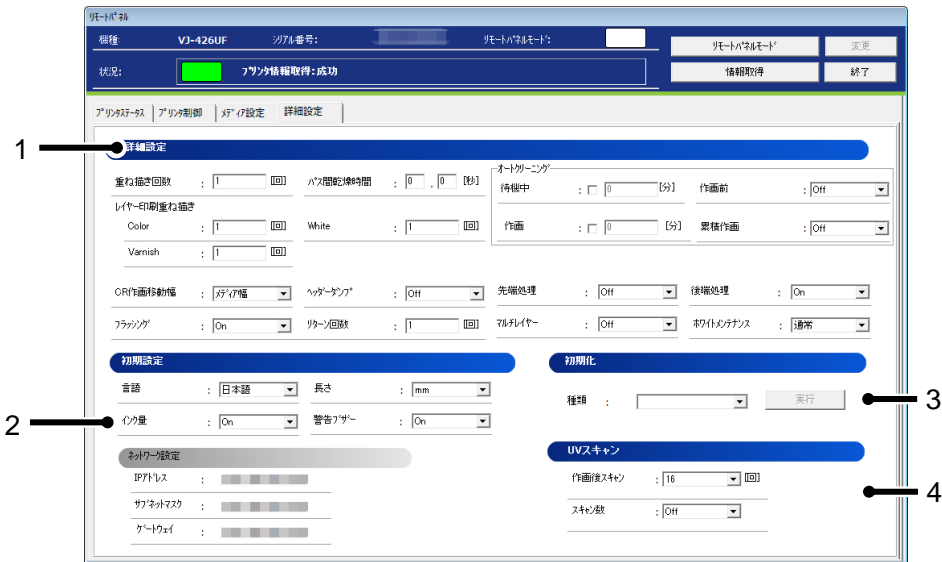 ﾘﾓｰﾄﾊﾟﾈﾙ
機種: VJ-426UF ｼﾘｱﾙ番号: ﾘﾓｰﾄﾊﾟﾈﾙﾓｰﾄﾞ: ﾘﾓｰﾄﾊﾟﾈﾙﾓｰﾄﾞ 変更
状況: ﾌﾟﾘﾝﾀ情報取得:成功 情報取得 終了
ﾌﾟﾘﾝﾀｽﾃｰﾀｽ ﾌﾟﾘﾝﾀ制御 ﾒﾃﾞｨｱ設定 詳細設定
1 詳細設定
ｵｰﾄｸﾘｰﾆﾝｸﾞ
重ね描き回数 : 1 [回] ﾊﾟｽ間乾燥時間 : 0 . 0 [秒] 待機中 : 0 [分] 作画前 : Off
ﾚｲﾔｰ印刷重ね描き
Color : 1 [回] White : 1 [回] 作画 : 0 [分] 累積作画 : Off
Varnish : 1 [回]
CR作画移動幅 : ﾒﾃﾞｨｱ幅 ﾍｯﾀﾞｰﾀﾞﾝﾌﾟ : Off 先端処理 : Off 後端処理 : On
ﾌﾗｯｼﾝｸﾞ : On ﾘﾀｰﾝ回数 : 1 [回] ﾏﾙﾁﾚｲﾔｰ : Off ﾎﾜｲﾄﾒﾝﾃﾅﾝｽ : 通常
初期設定 初期化
言語 : 日本語 長さ : mm 種類 : 実行 3
2 ｲﾝｸ量 : On 警告ﾌﾞｻﾞｰ : On
ﾈｯﾄﾜｰｸ設定 UVスキャン
IPｱﾄﾞﾚｽ : 作画後ｽｷｬﾝ : 16 [回] 4
ｻﾌﾞﾈｯﾄﾏｽｸ : ｽｷｬﾝ数 : Off
ｹﾞｰﾄｳｪｲ :